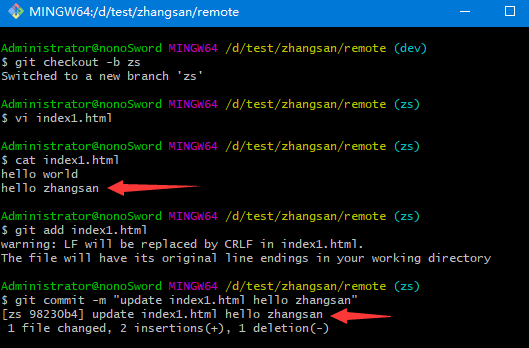 MINGW64:/d/test/zhangsan/remote
Administrator@nonoSword MINGW64 /d/test/zhangsan/remote (dev)
$ git checkout -b zs
Switched to a new branch 'zs'
Administrator@nonoSword MINGW64 /d/test/zhangsan/remote (zs)
$ vi index1.html
Administrator@nonoSword MINGW64 /d/test/zhangsan/remote (zs)
$ cat index1.html
hello world
hello zhangsan
Administrator@nonoSword MINGW64 /d/test/zhangsan/remote (zs)
$ git add index1.html
warning: LF will be replaced by CRLF in index1.html.
The file will have its original line endings in your working directory
Administrator@nonoSword MINGW64 /d/test/zhangsan/remote (zs)
$ git commit -m "update index1.html hello zhangsan"
[zs 98230b4] update index1.html hello zhangsan
1 file changed, 2 insertions(+), 1 deletion(-)